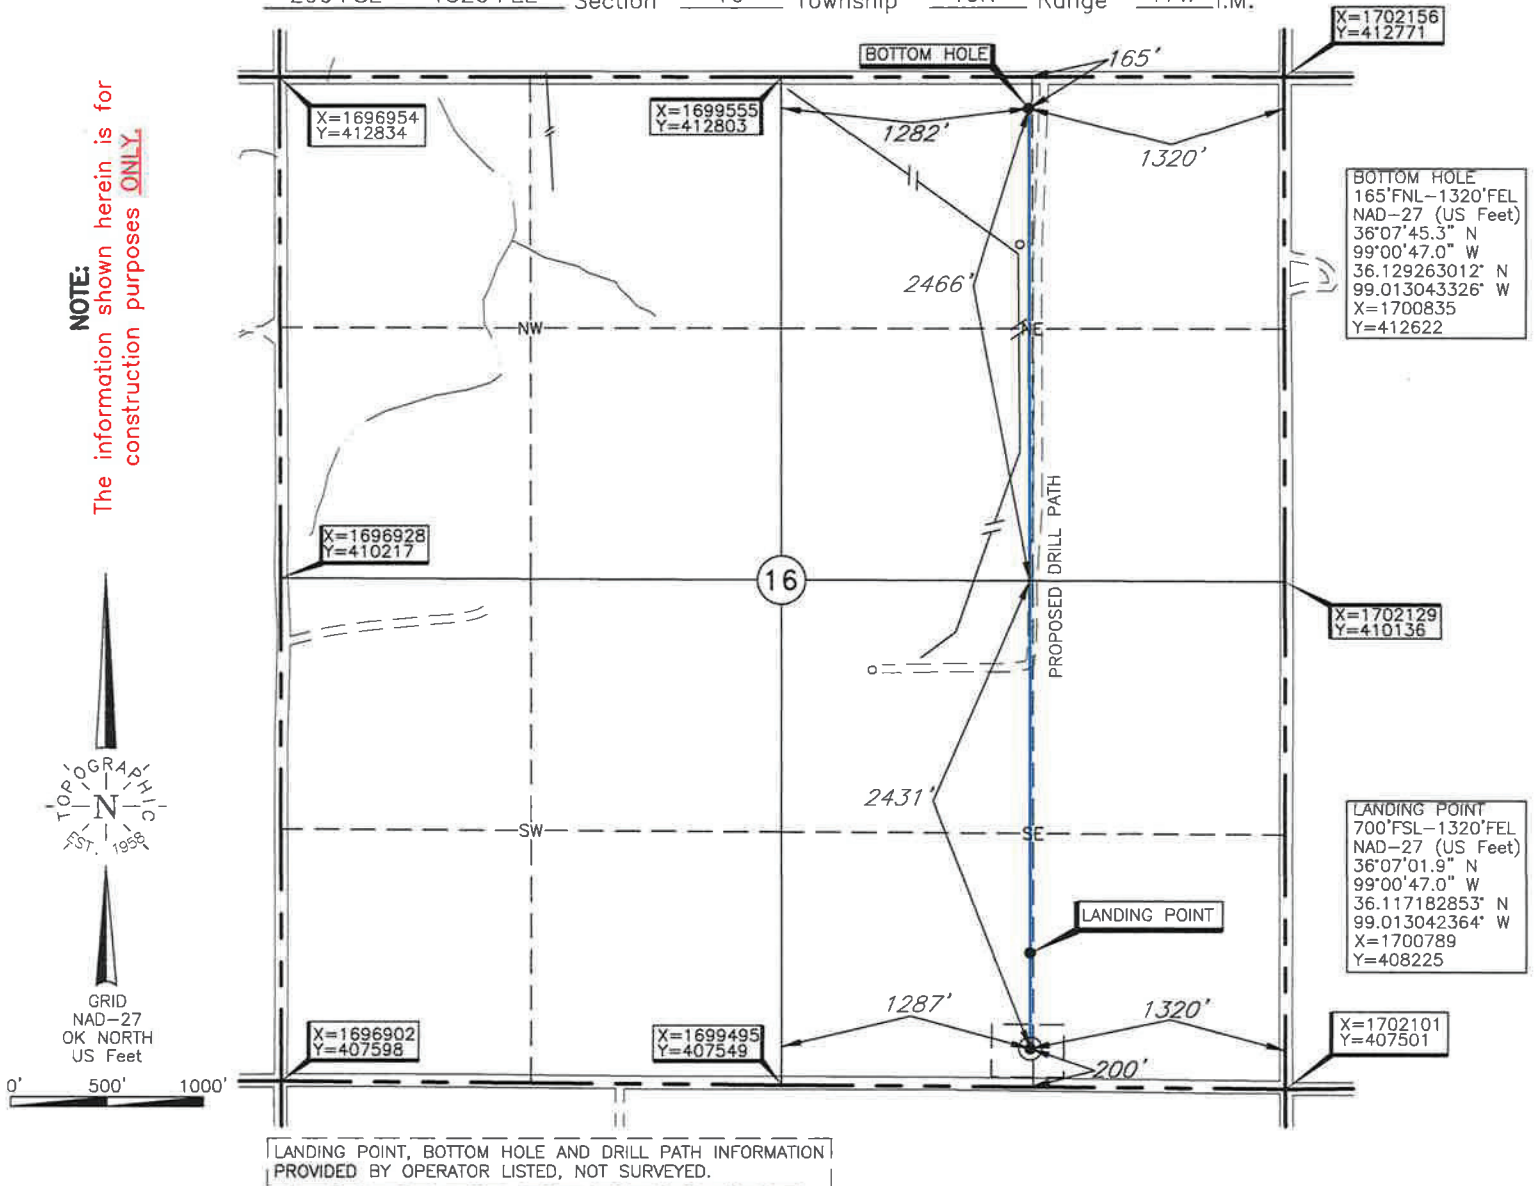 Section 16 Township Range T.M.
X=1702156
Y=412771
BOTTOM HOLE
165'
X=1696954
Y=412834
X=1699555
Y=412803
1282'
1320'
NOTE:
The information shown herein is for
construction purposes ONLY.
BOTTOM HOLE
165'FNL-1320'FEL
NAD-27 (US Feet)
36°07'45.3" N
99°00'47.0" W
36.129263012° N
99.013043326° W
X=1700835
Y=412622
2466'
NW
NE
X=1696928
Y=410217
16
PROPOSED DRILL PATH
X=1702129
Y=410136
TOPOGRAPHIC
N
EST. 1958
2431'
SW
SE
LANDING POINT
700'FSL-1320'FEL
NAD-27 (US Feet)
36°07'01.9" N
99°00'47.0" W
36.117182853° N
99.013042364° W
X=1700789
Y=408225
LANDING POINT
GRID
NAD-27
OK NORTH
US Feet
1287'
1320'
X=1696902
Y=407598
X=1699495
Y=407549
X=1702101
Y=407501
200'
0' 500' 1000'
LANDING POINT, BOTTOM HOLE AND DRILL PATH INFORMATION
PROVIDED BY OPERATOR LISTED, NOT SURVEYED.